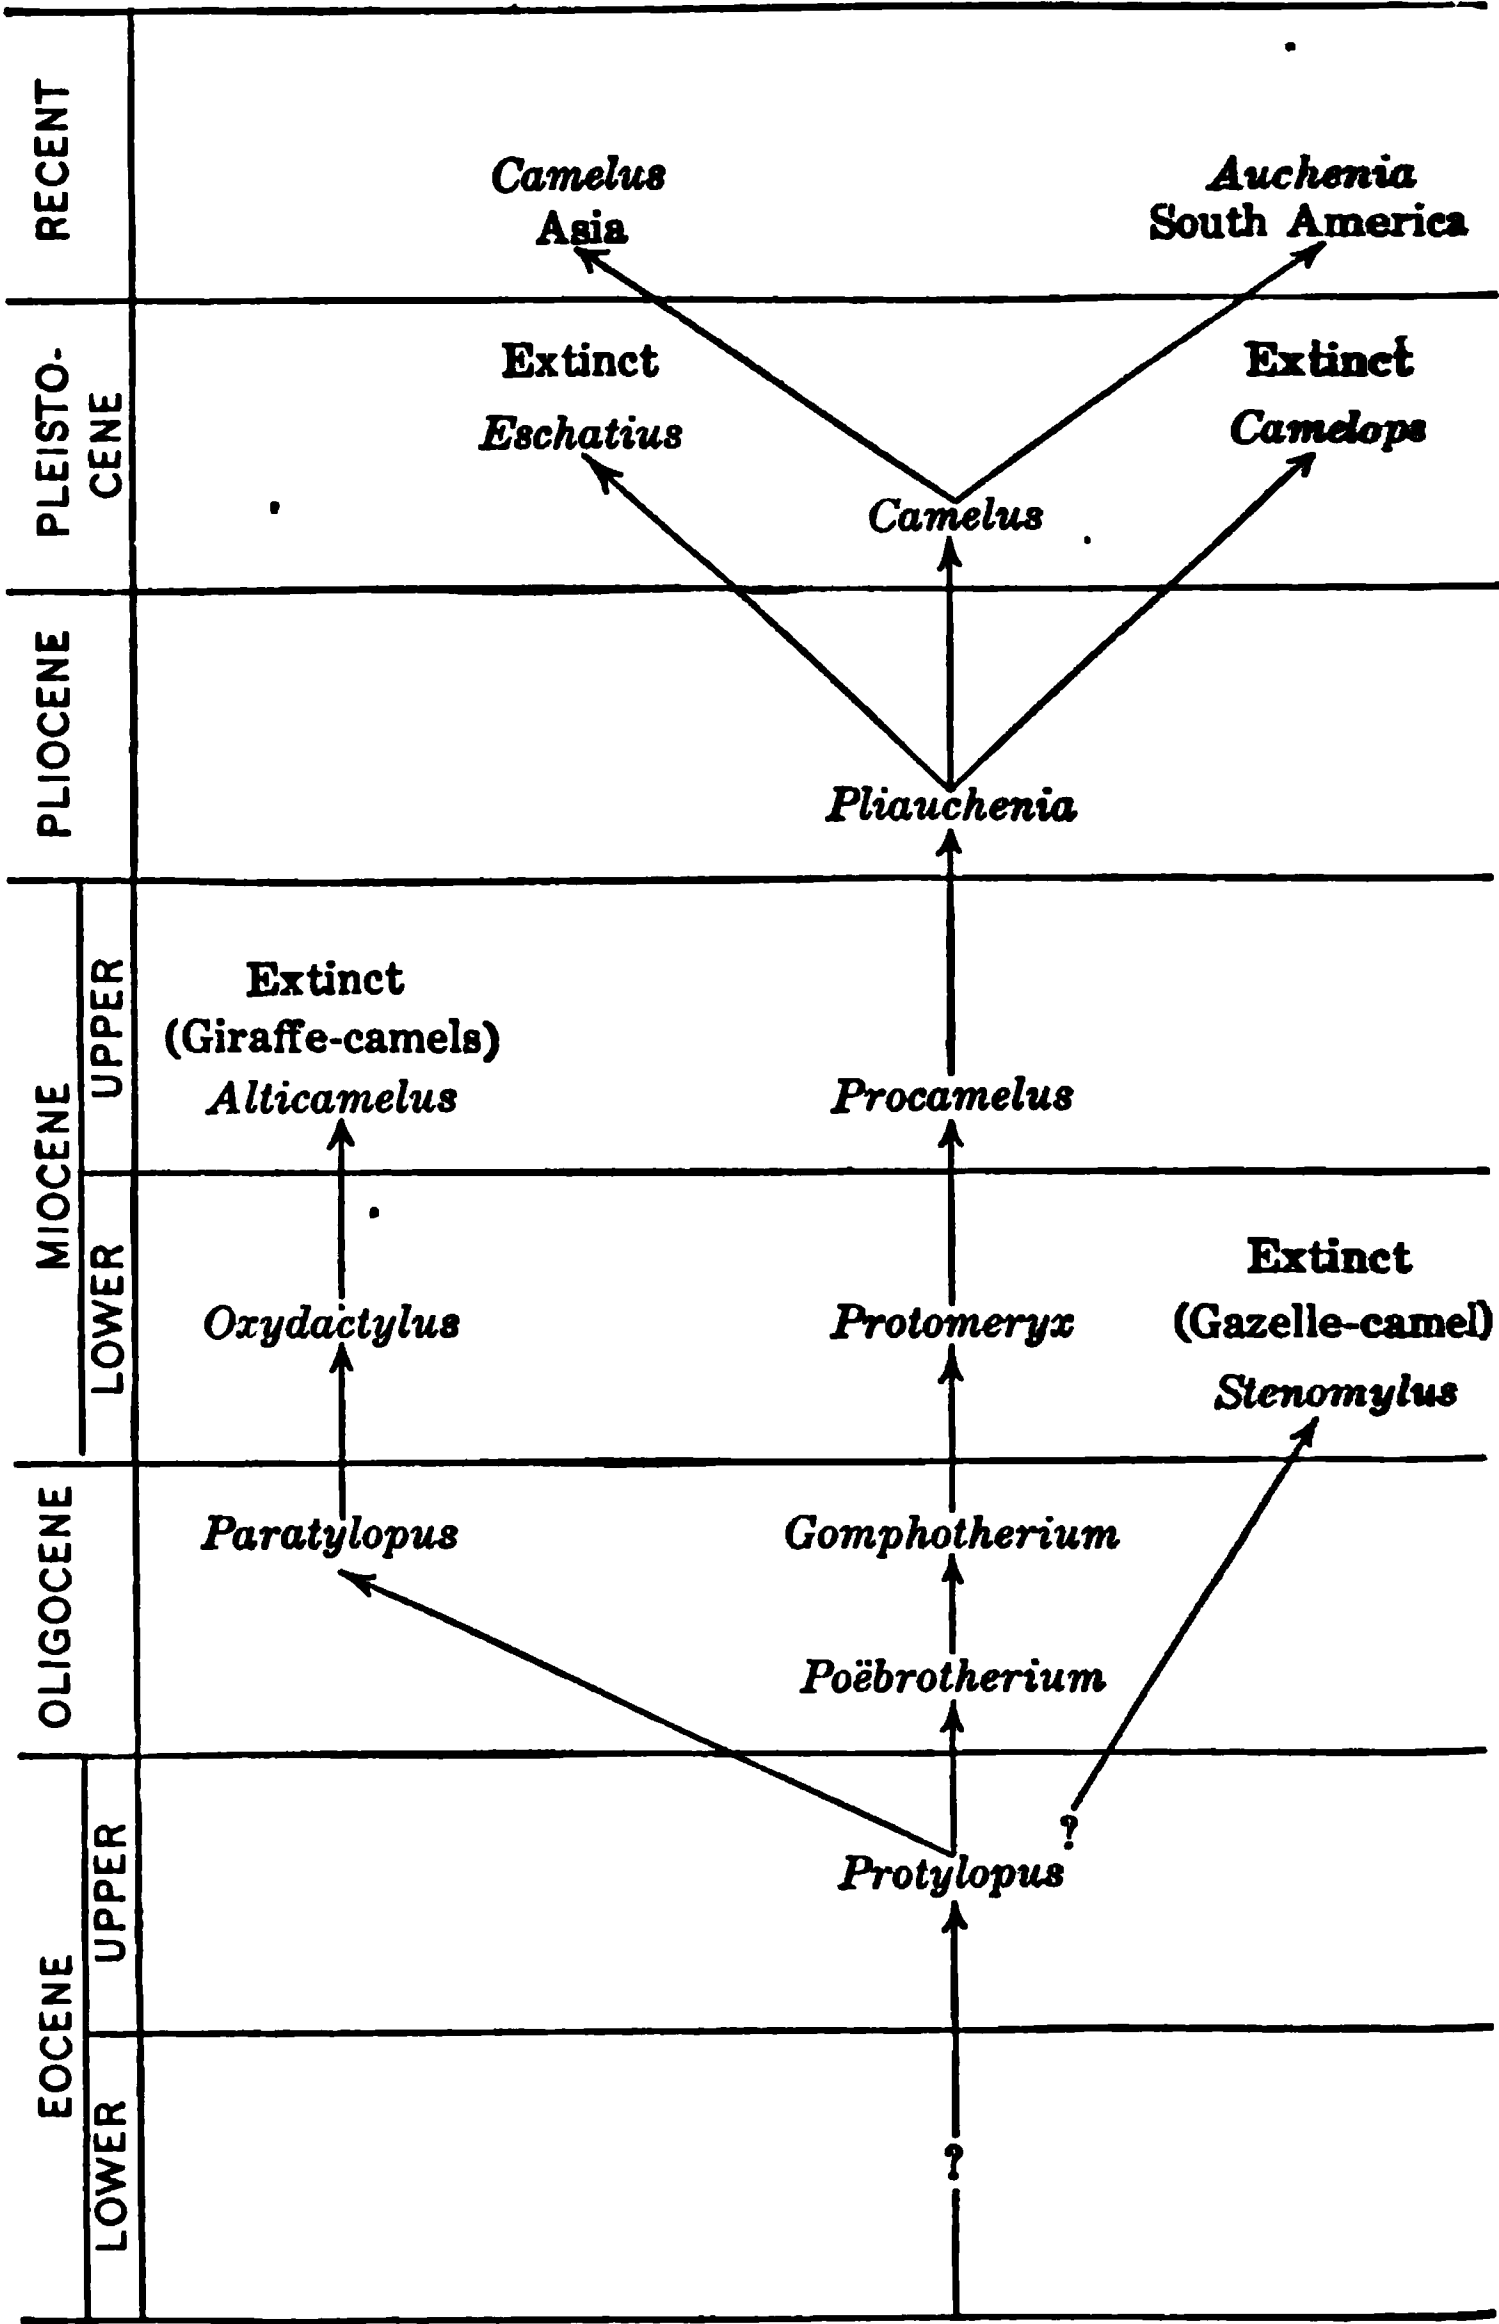 RECENT
Camelus
Asia
Auchenia
South America
PLEISTO-
CENE
Extinct
Eschatius
Extinct
Camelops
Camelus
PLIOCENE
Pliauchenia
MIOCENE
UPPER
Extinct
(Giraffe-camels)
Alticamelus
Procamelus
LOWER
Oxydactylus
Protomeryx
Extinct
(Gazelle-camel)
Stenomylus
OLIGOCENE
Paratylopus
Gomphotherium
Poëbrotherium
EOCENE
UPPER
?
Protylopus
LOWER
?